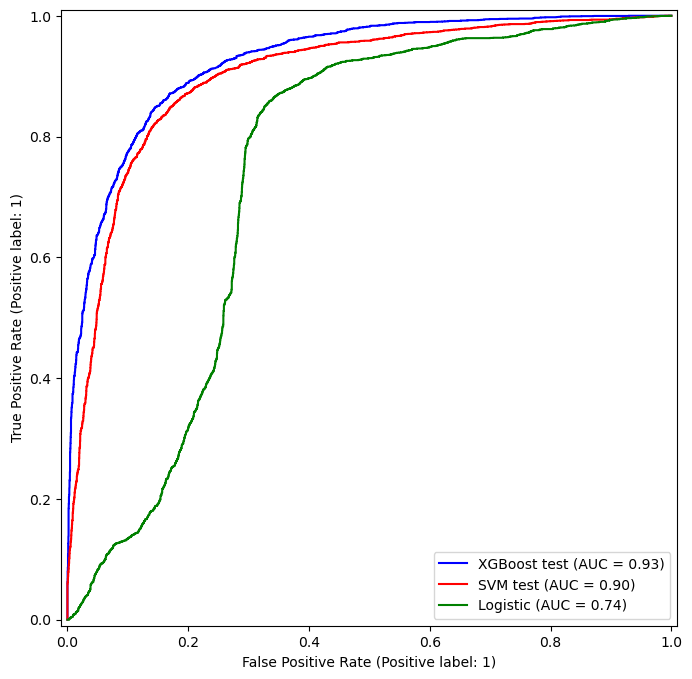 1.0
0.8
0.6
0.4
0.2
0.0
True Positive Rate (Positive label: 1)
XGBoost test (AUC = 0.93)
SVM test (AUC = 0.90)
Logistic (AUC = 0.74)
0.0 0.2 0.4 0.6 0.8 1.0
False Positive Rate (Positive label: 1)